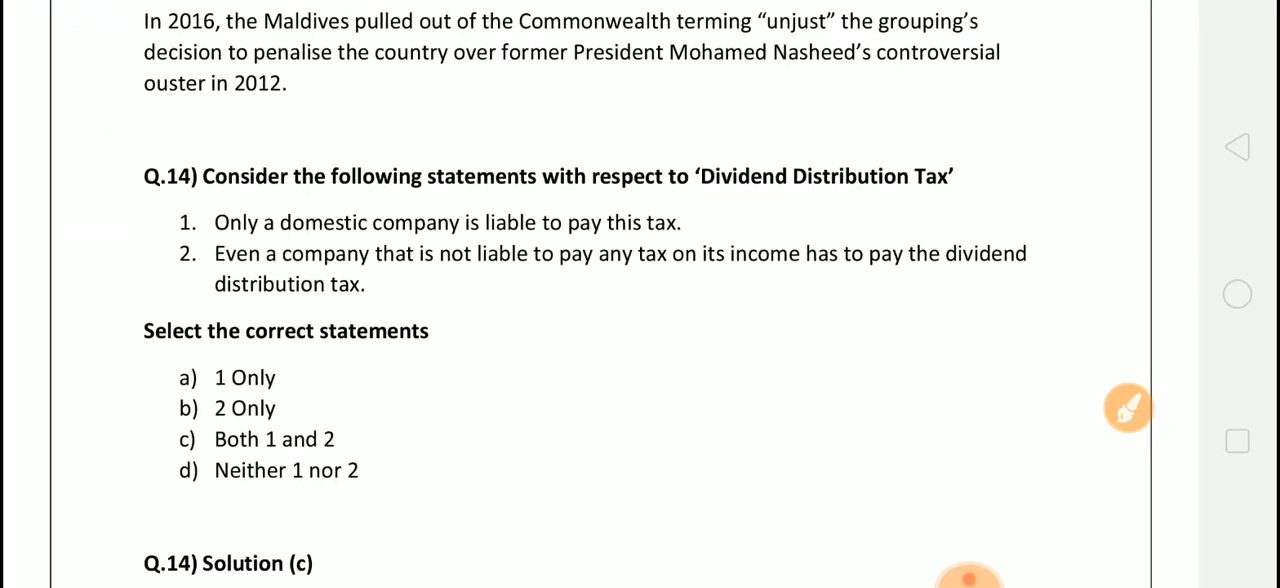 In 2016, the Maldives pulled out of the Commonwealth terming “unjust” the grouping’s
decision to penalise the country over former President Mohamed Nasheed’s controversial
ouster in 2012.
Q.14) Consider the following statements with respect to ‘Dividend Distribution Tax’
1. Only a domestic company is liable to pay this tax.
2. Even a company that is not liable to pay any tax on its income has to pay the dividend
distribution tax.
Select the correct statements
a) 1 Only
b) 2 Only
c) Both 1 and 2
d) Neither 1 nor 2
Q.14) Solution (c)